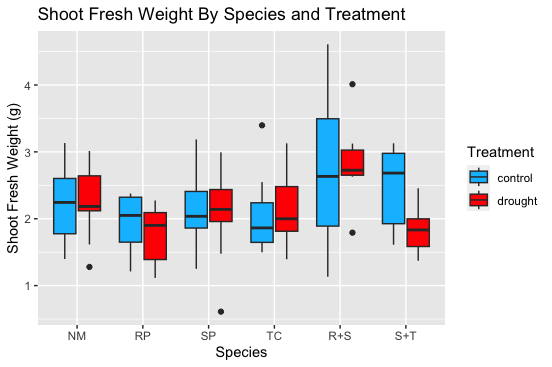 Shoot Fresh Weight By Species and Treatment
Shoot Fresh Weight (g)
4
3
2
1
NM RP SP TC R+S S+T
Species
Treatment
control
drought